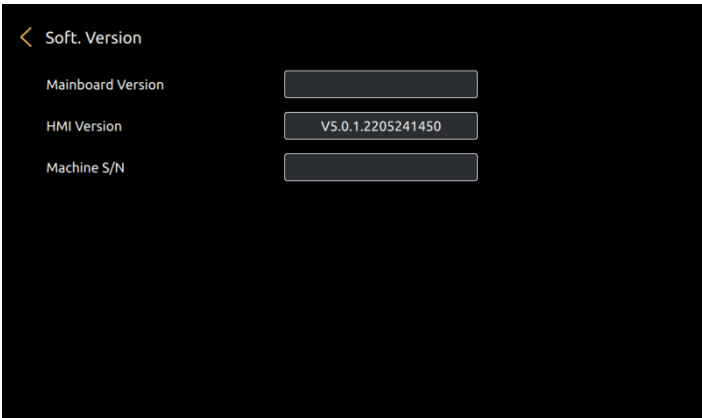 Soft. Version
Mainboard Version
HMI Version V5.0.1.2205241450
Machine S/N